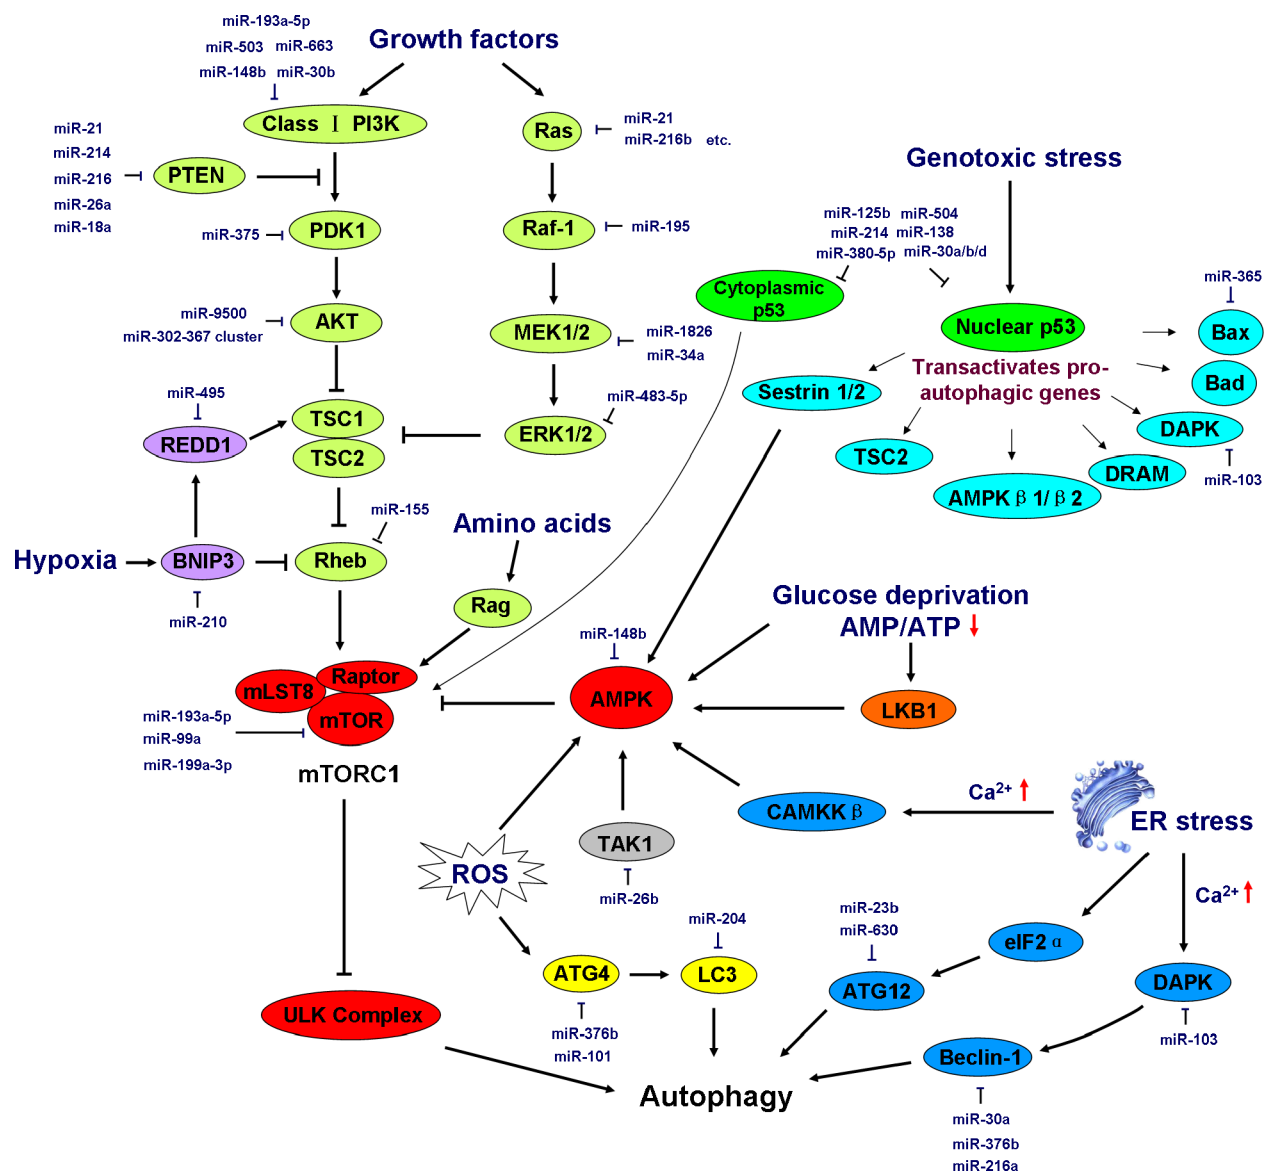 miR-193a-5p
miR-503 miR-663
miR-148b miR-30b
Growth factors
Class Ⅰ PI3K
Ras
miR-21
miR-216b etc.
miR-21
miR-214
miR-216
miR-26a
miR-18a
PTEN
Genotoxic stress
miR-375
PDK1
Raf-1
miR-195
miR-125b miR-504
miR-214 miR-138
miR-380-5p miR-30a/b/d
Cytoplasmic
p53
miR-365
miR-9500
miR-302-367 cluster
AKT
MEK1/2
miR-1826
miR-34a
Nuclear p53
Bax
Transactivates pro-
autophagic genes
Bad
miR-495
Sestrin 1/2
miR-483-5p
TSC1
REDD1
TSC2
ERK1/2
DAPK
TSC2
DRAM
miR-103
AMPK β 1/ β 2
miR-155
Amino acids
Hypoxia
BNIP3
Rheb
Rag
miR-210
Glucose deprivation
AMP/ATP
miR-148b
Raptor
mLST8
mTOR
AMPK
LKB1
miR-193a-5p
miR-99a
miR-199a-3p
mTORC1
Ca2+
CAMKK β
ER stress
TAK1
ROS
miR-26b
Ca2+
miR-204
miR-23b
miR-630
eIF2 α
ATG4
LC3
ATG12
DAPK
ULK Complex
miR-376b
miR-101
miR-103
Beclin-1
Autophagy
miR-30a
miR-376b
miR-216a